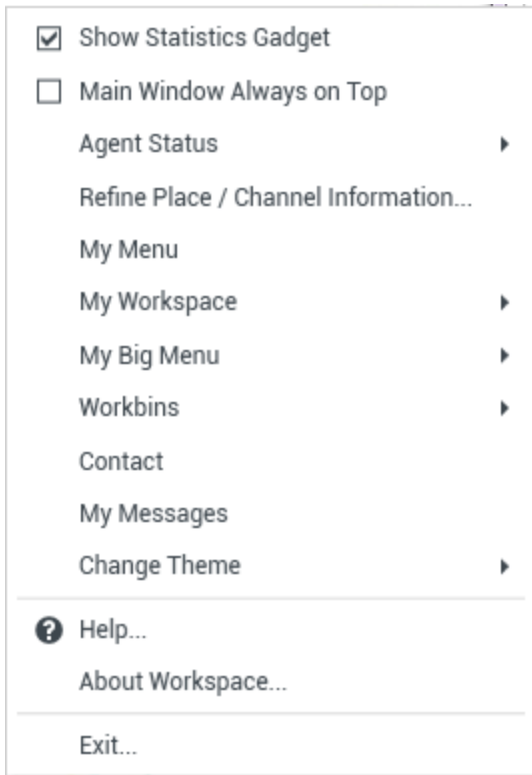 Show Statistics Gadget
Main Window Always on Top
Agent Status
Refine Place / Channel Information...
My Menu
My Workspace
My Big Menu
Workbins
Contact
My Messages
Change Theme
Help...
About Workspace...
Exit...